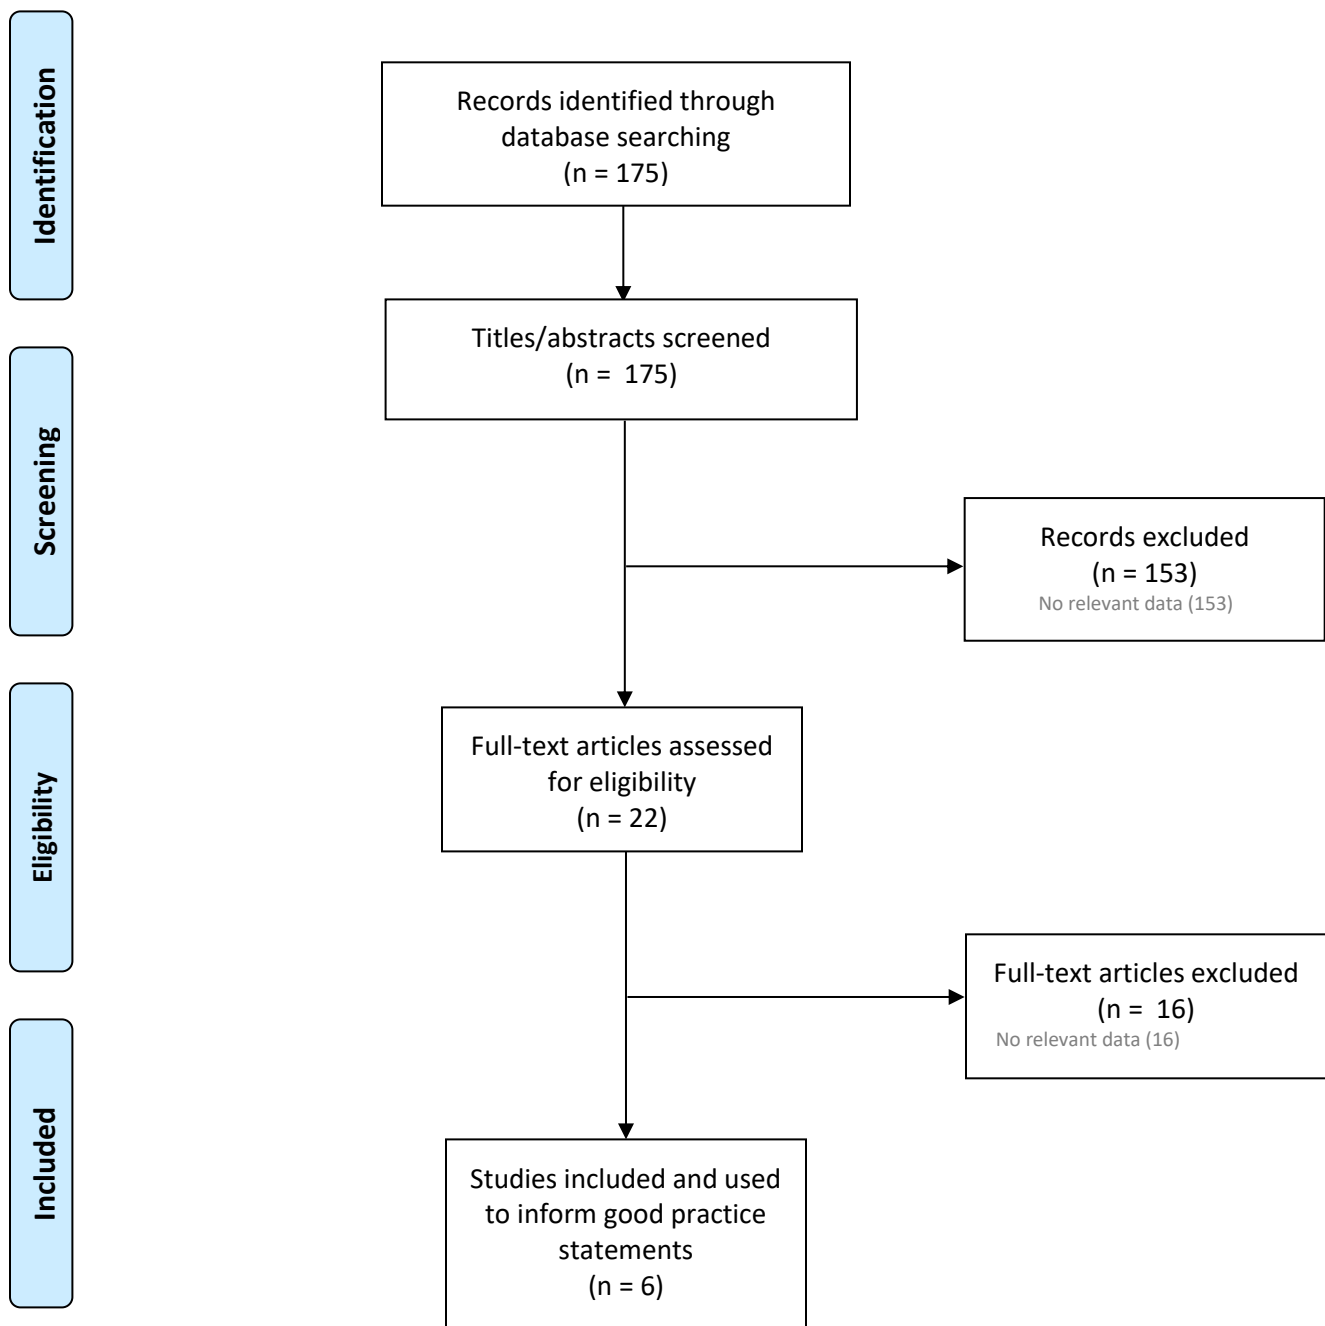 Identification
Records identified through
database searching
(n = 175)
Titles/abstracts screened
(n =  175)
Screening
Records excluded
(n = 153)
No relevant data (153)
Eligibility
Full-text articles assessed
for eligibility
(n = 22)
Full-text articles excluded
(n =  16)
No relevant data (16)
Included
Studies included and used
to inform good practice
statements
(n = 6)